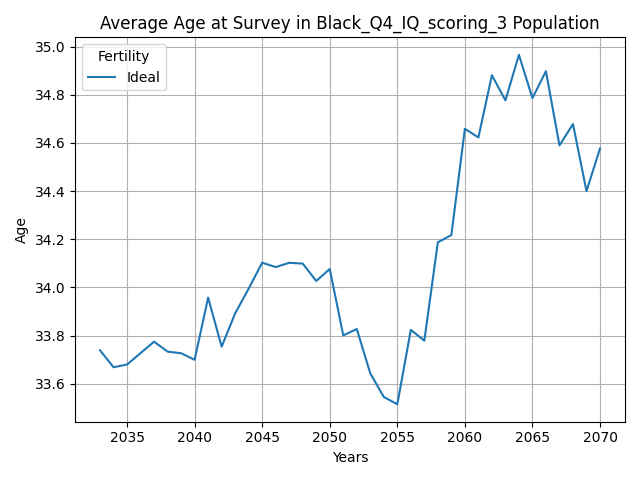 Average Age at Survey in Black_Q4_IQ_scoring_3 Population
Fertility
Ideal
35.0
34.8
34.6
34.4
34.2
34.0
33.8
33.6
Age
2035 2040 2045 2050 2055 2060 2065 2070
Years